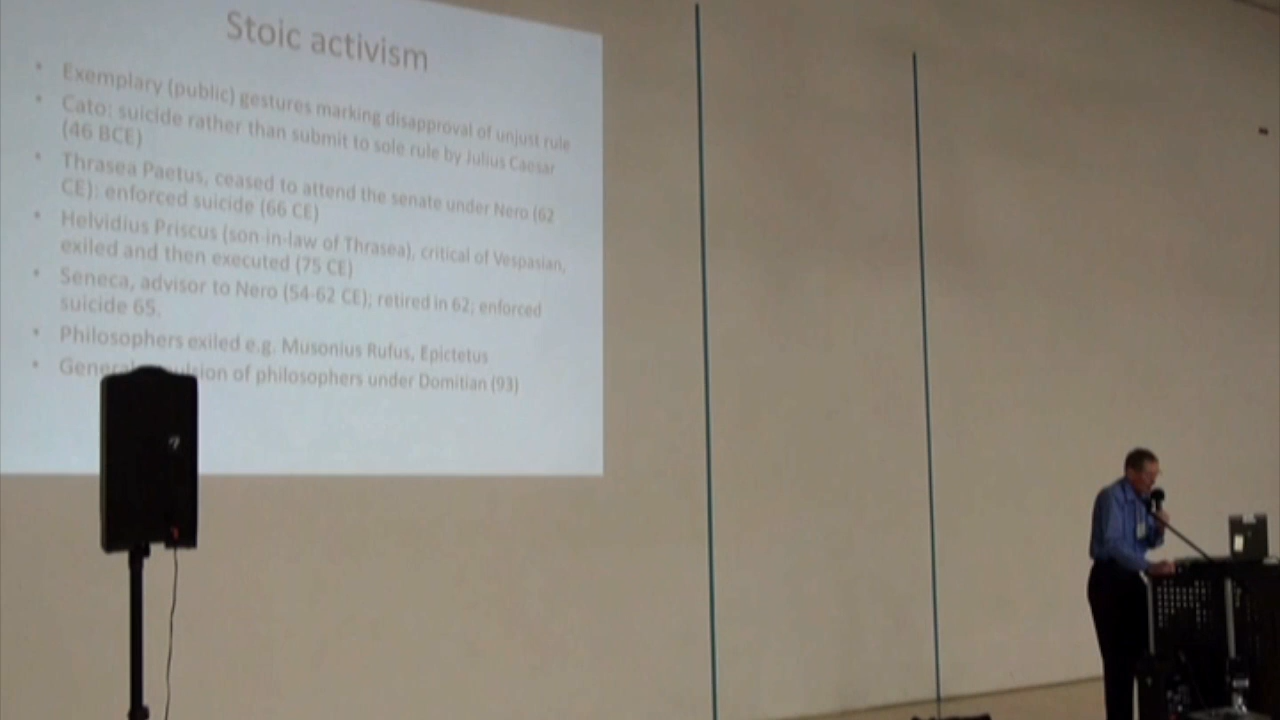 Stoic activism
• Exemplary (public) gestures marking disapproval of unjust rule
• Cato: suicide rather than submit to sole rule by Julius Caesar
(46 BCE)
• Thrasea Paetus, ceased to attend the senate under Nero (62
CE): enforced suicide (66 CE)
• Helvidius Priscus (son-in-law of Thrasea), critical of Vespasian,
exiled and then executed (75 CE)
• Seneca, advisor to Nero (54-62 CE); retired in 62; enforced
suicide 65.
• Philosophers exiled e.g. Musonius Rufus, Epictetus
• General of philosophers under Domitian (93)